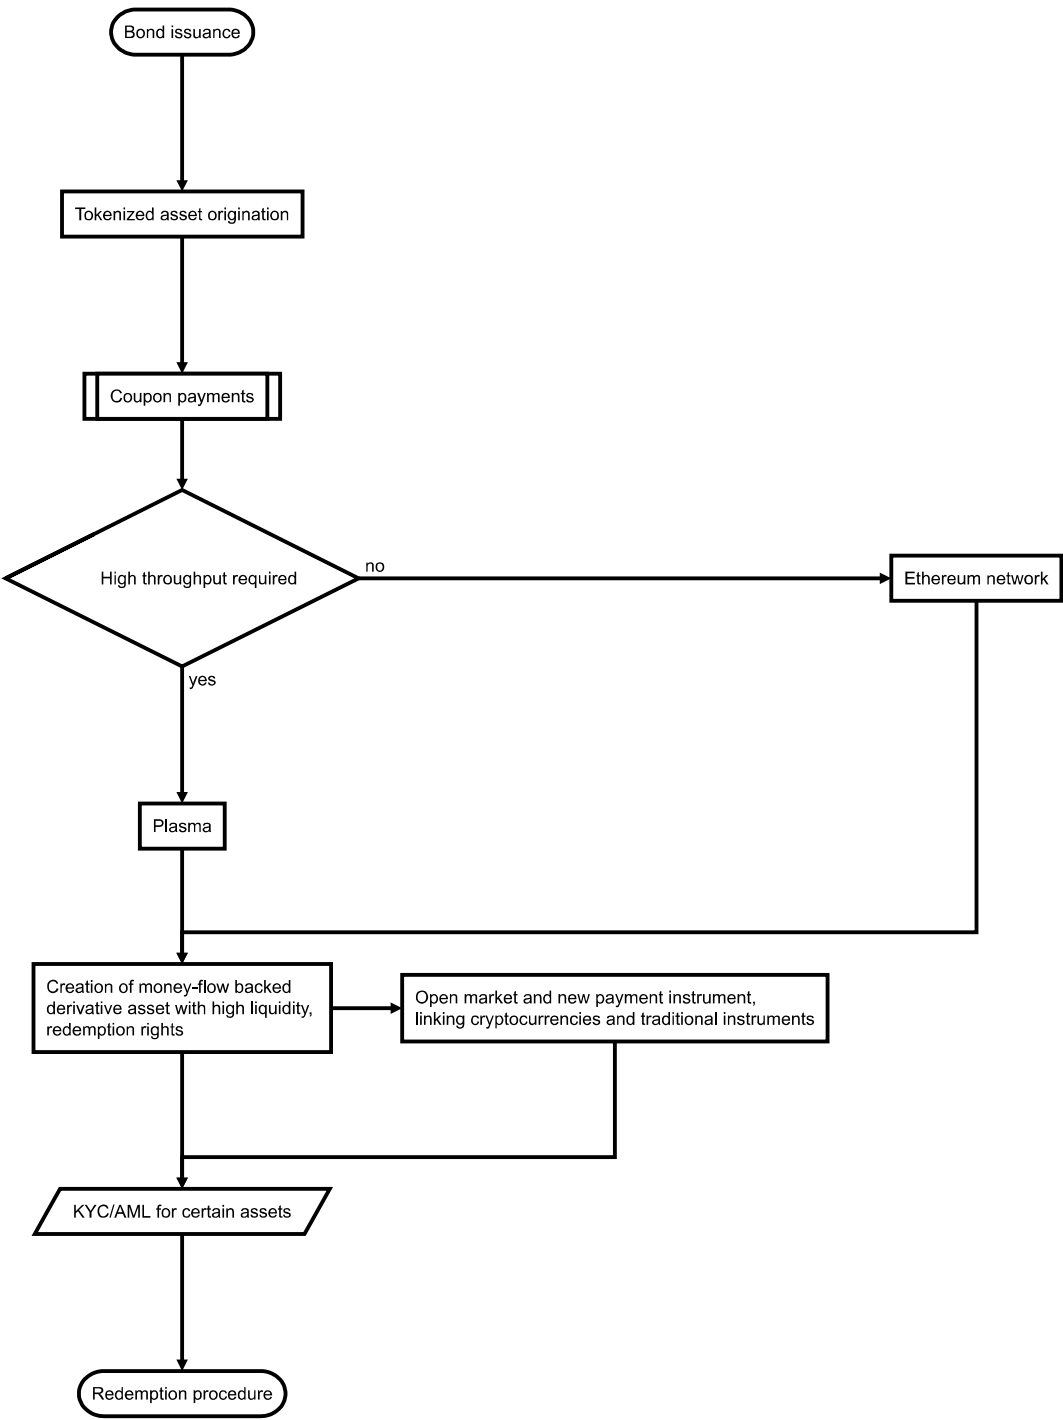 Bond issuance
Tokenized asset origination
Coupon payments
High throughput required
no
Ethereum network
yes
Plasma
Creation of money-flow backed
derivative asset with high liquidity,
redemption rights
Open market and new payment instrument,
linking cryptocurrencies and traditional instruments
KYC/AML for certain assets
Redemption procedure